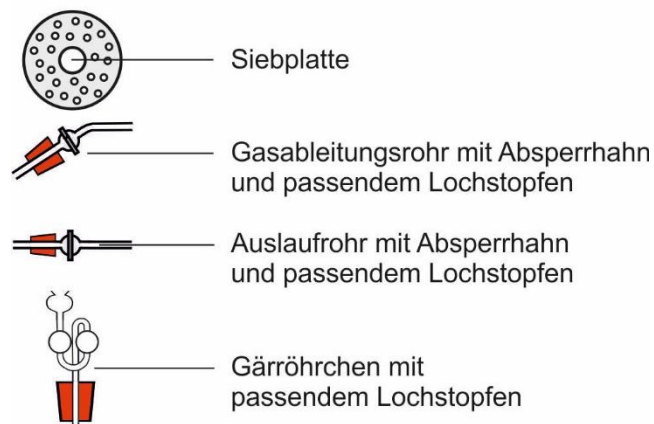 Siebplatte
Gasableitungsrohr mit Absperrhahn
und passendem Lochstopfen
Auslaufrohr mit Absperrhahn
und passendem Lochstopfen
Gärröhrchen mit
passendem Lochstopfen